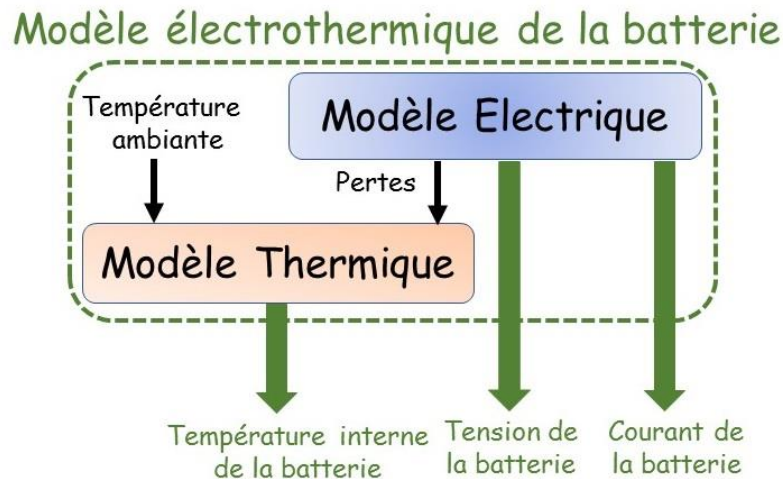 Modèle électrothermique de la batterie
Température
ambiante
Modèle Electrique
Pertes
Modèle Thermique
Température interne
de la batterie
Tension de
la batterie
Courant de
la batterie